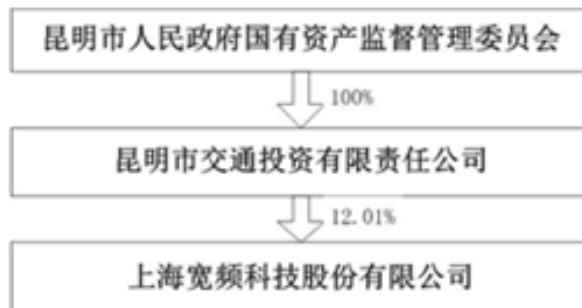 昆明市人民政府国有资产监督管理委员会
100%
昆明市交通投资有限责任公司
12.01%
上海宽频科技股份有限公司